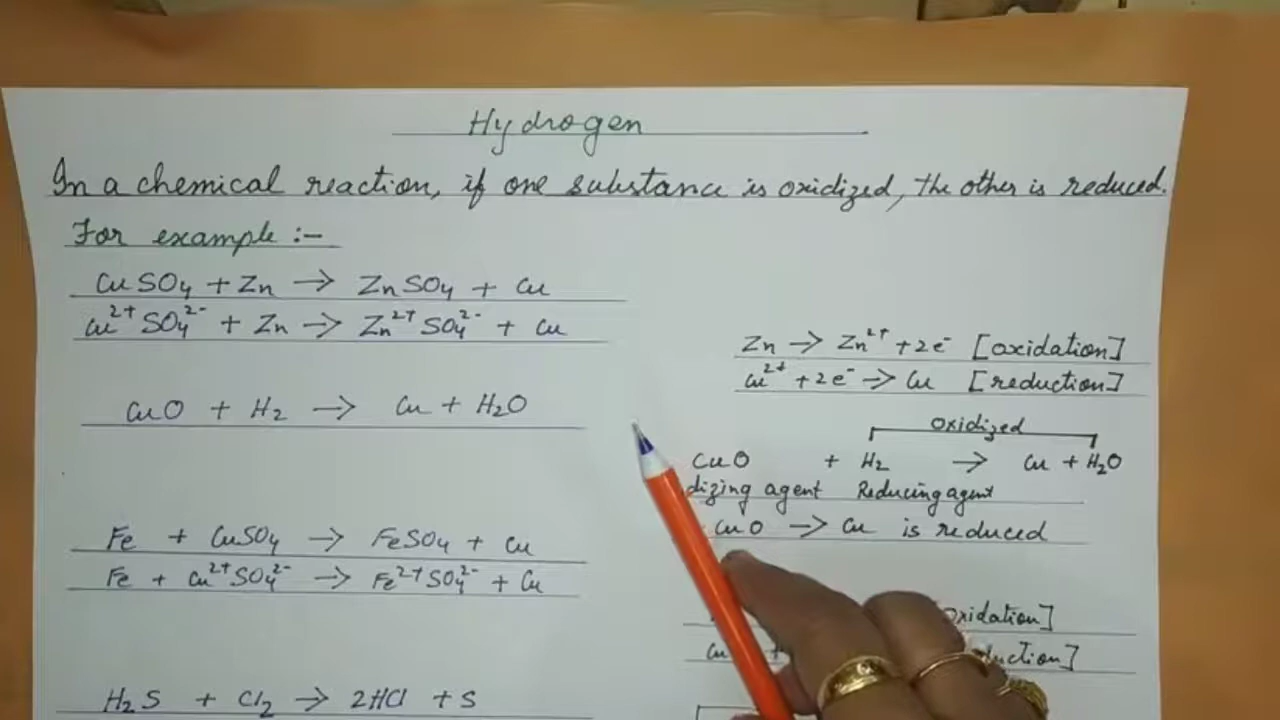 Hydrogen
In a chemical reaction, if one substance is oxidized, the other is reduced.
For example :-
CuSO4 + Zn → ZnSO4 + Cu
Cu²⁺SO4²⁻ + Zn → Zn²⁺SO4²⁻ + Cu
Zn → Zn²⁺ + 2e⁻ [oxidation]
Cu²⁺ + 2e⁻ → Cu [reduction]
CuO + H2 → Cu + H2O
oxidized
CuO + H2 → Cu + H2O
Reducing agent
agent
CuO → Cu is reduced
Fe + CuSO4 → FeSO4 + Cu
Fe + Cu²⁺SO4²⁻ → Fe²⁺SO4²⁻ + Cu
H2S + Cl2 → 2HCl + S